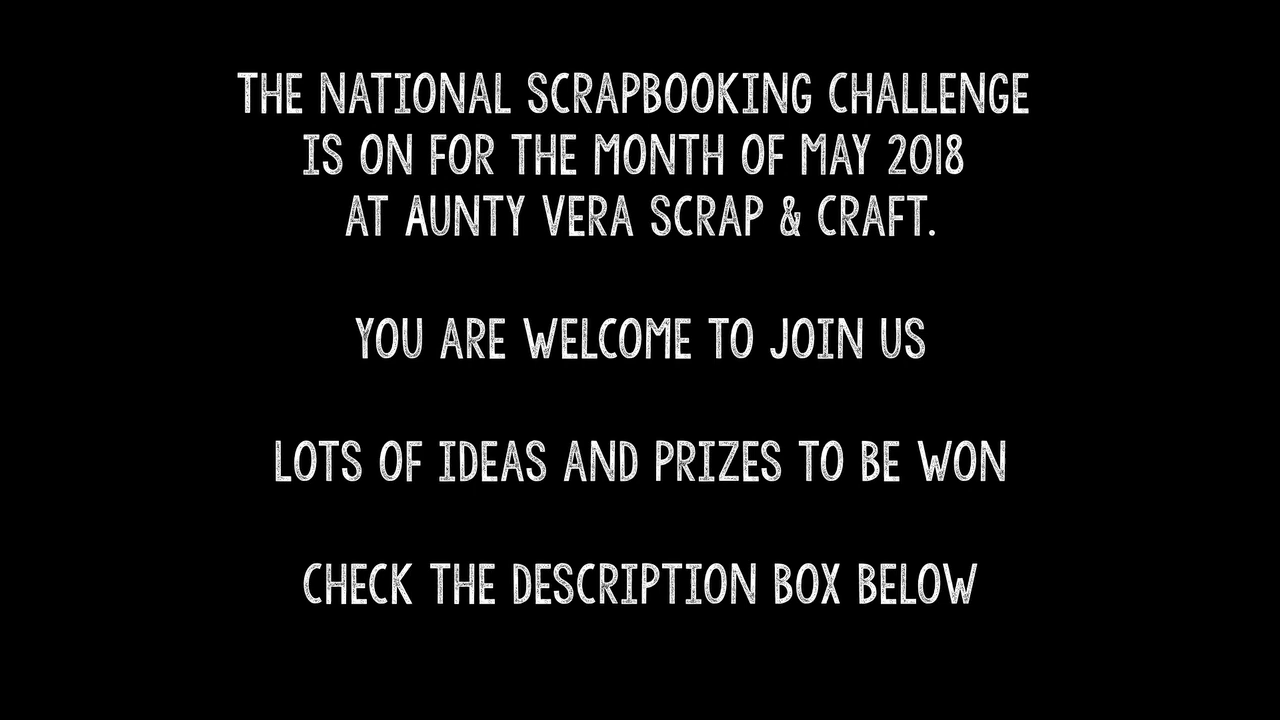 THE NATIONAL SCRAPBOOKING CHALLENGE
IS ON FOR THE MONTH OF MAY 2018
AT AUNTY VERA SCRAP & CRAFT.
YOU ARE WELCOME TO JOIN US
LOTS OF IDEAS AND PRIZES TO BE WON
CHECK THE DESCRIPTION BOX BELOW